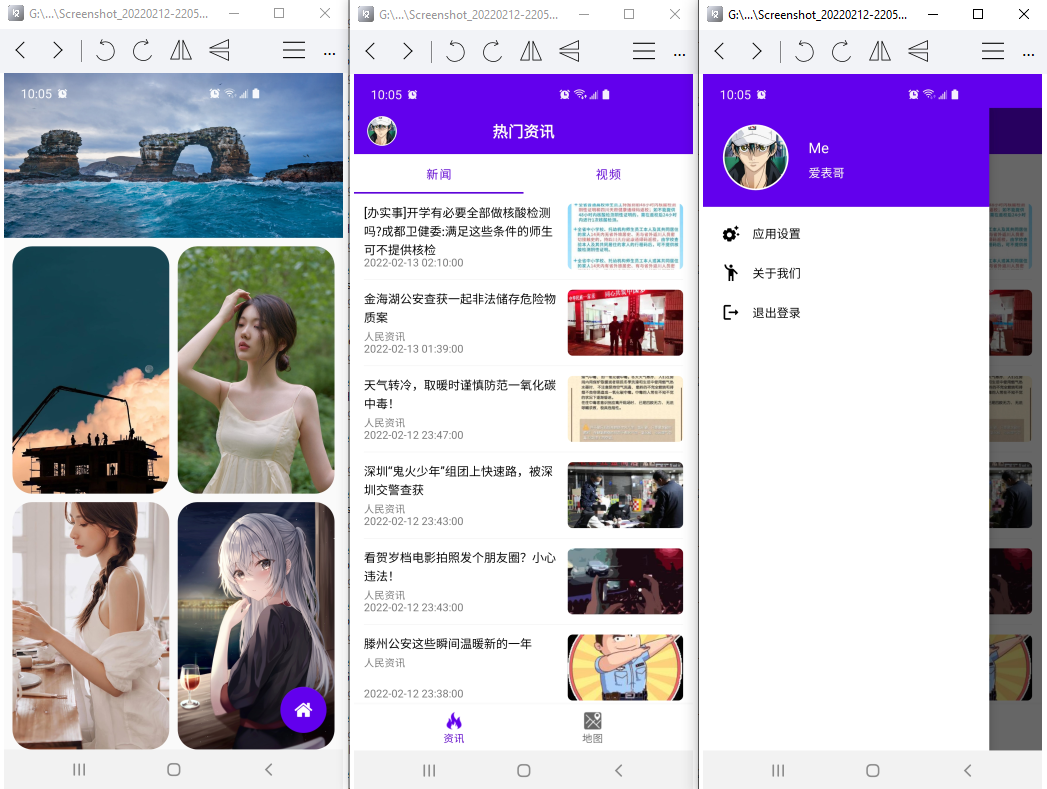 G:\...\Screenshot_20220212-2205...
10:05
G:\...\Screenshot_20220212-2205...
10:05
热门资讯
新闻
视频
[办实事]开学有必要全部做核酸检测
吗?成都卫健委:满足这些条件的师生
可不提供核检
2022-02-13 02:10:00
金海湖公安查获一起非法储存危险物
质案
人民资讯
2022-02-13 01:39:00
天气转冷，取暖时谨慎防范一氧化碳
中毒！
人民资讯
2022-02-12 23:47:00
深圳“鬼火少年”组团上快速路，被深
圳交警查获
2022-02-12 23:43:00
看贺岁档电影拍照发个朋友圈？小心
违法！
人民资讯
2022-02-12 23:43:00
滕州公安这些瞬间温暖新的一年
人民资讯
2022-02-12 23:38:00
资讯
地图
G:\...\Screenshot_20220212-2205...
10:05
Me
爱表哥
应用设置
关于我们
退出登录